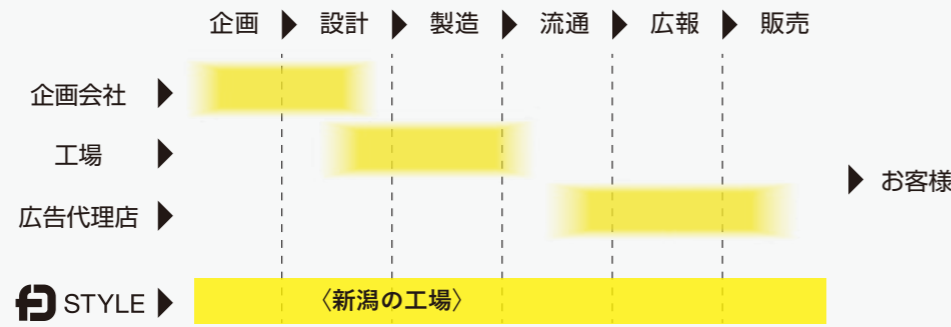 企画 ▶ 設計 ▶ 製造 ▶ 流通 ▶ 広報 ▶ 販売
企画会社 ▶
工場 ▶
▶ お客様
広告代理店 ▶
STYLE ▶ 〈新潟の工場〉